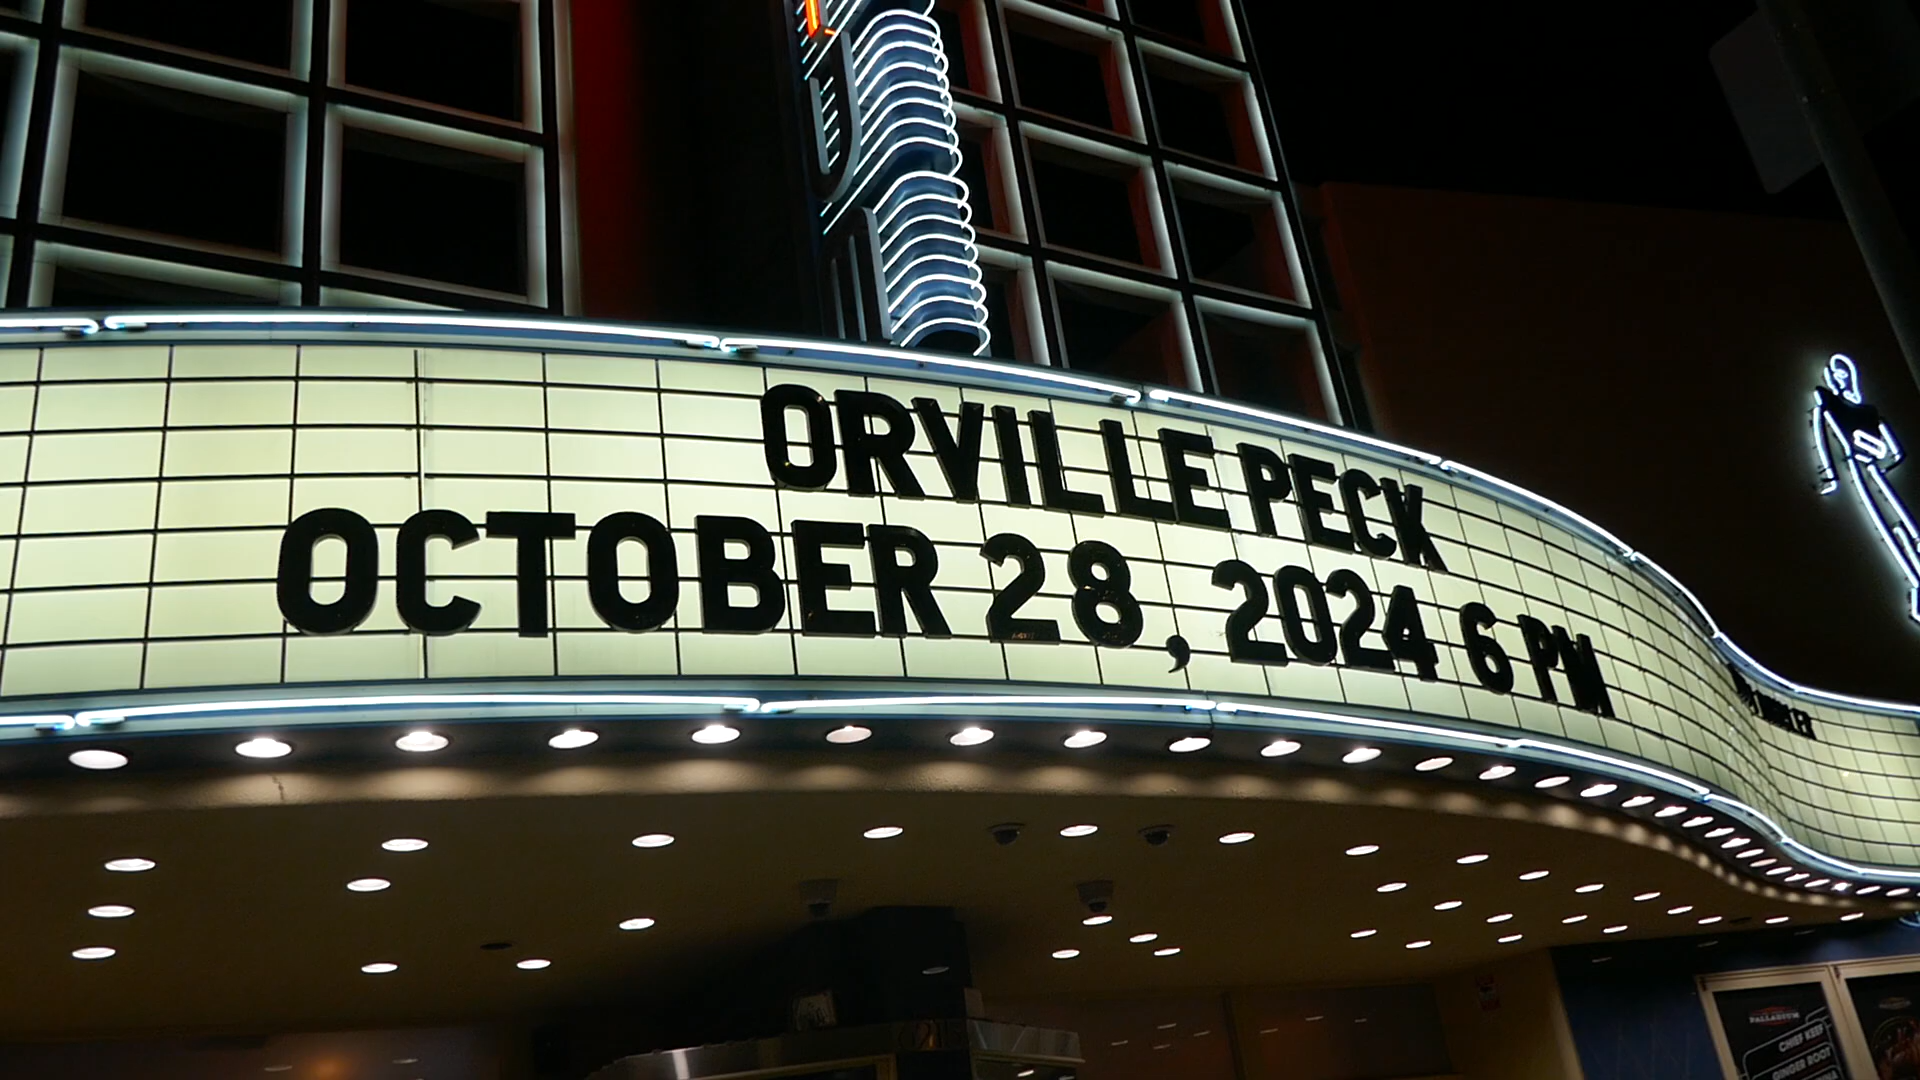 ORVILLE PECK
OCTOBER 28, 2024 6 PM
PALLADIUM
CHIEF KEEF
GINGER ROOT